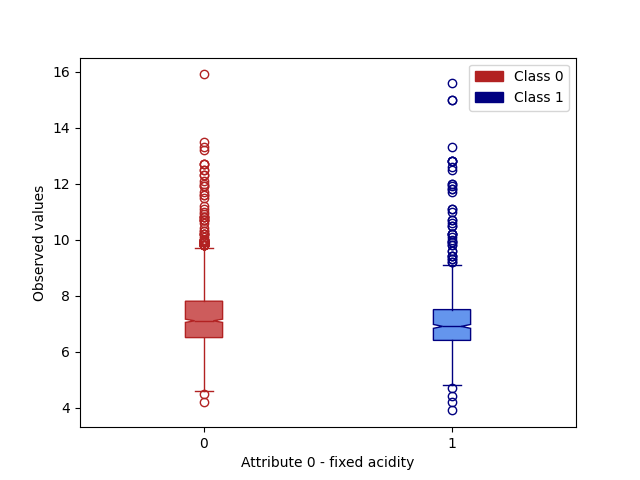 16
14
12
10
8
6
4
Observed values
0
1
Attribute 0 - fixed acidity
Class 0
Class 1